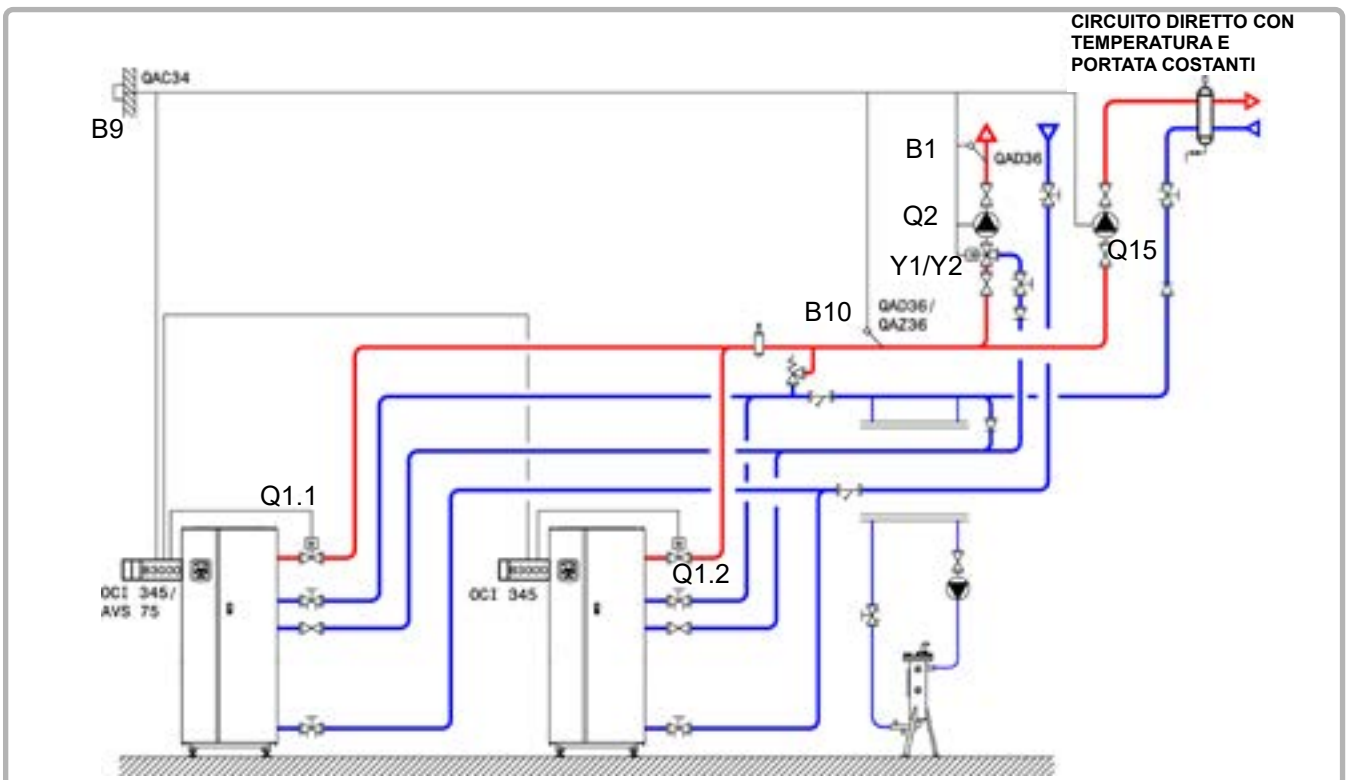 CIRCUITO DIRETTO CON
TEMPERATURA E
PORTATA COSTANTI
QAC34
B9
B1
QAD36
Q2
Q15
Y1/Y2
B10
QAD36/
QAZ36
Q1.1
Q1.2
OCI 345/
AVS 75
OCI 345